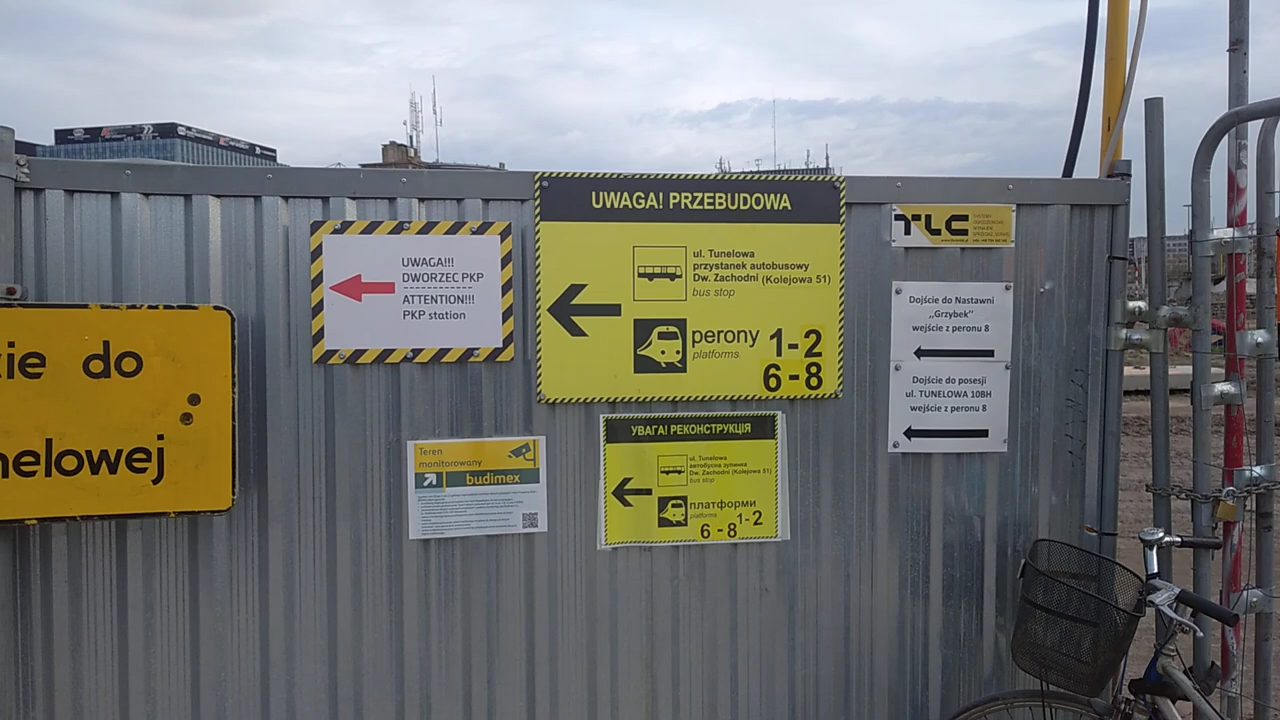 ie do
nelowej
UWAGA!!!
DWORZEC PKP
ATTENTION!!!
PKP station
Teren
monitorowany
budimex
UWAGA! PRZEBUDOWA
ul. Tunelowa
przystanek autobusowy
Dw. Zachodni (Kolejowa 51)
bus stop
perony 1-2
platforms
6-8
УВАГА! РЕКОНСТРУКЦІЯ
ul. Tunelowa
автобусна зупинка
Dw. Zachodni (Kolejowa 51)
bus stop
платформи
platforms
6-8 1-2
TLC
Dojście do Nastawni
,,Grzybek"
wejście z peronu 8
Dojście do posesji
ul. TUNELOWA 10BH
wejście z peronu 8